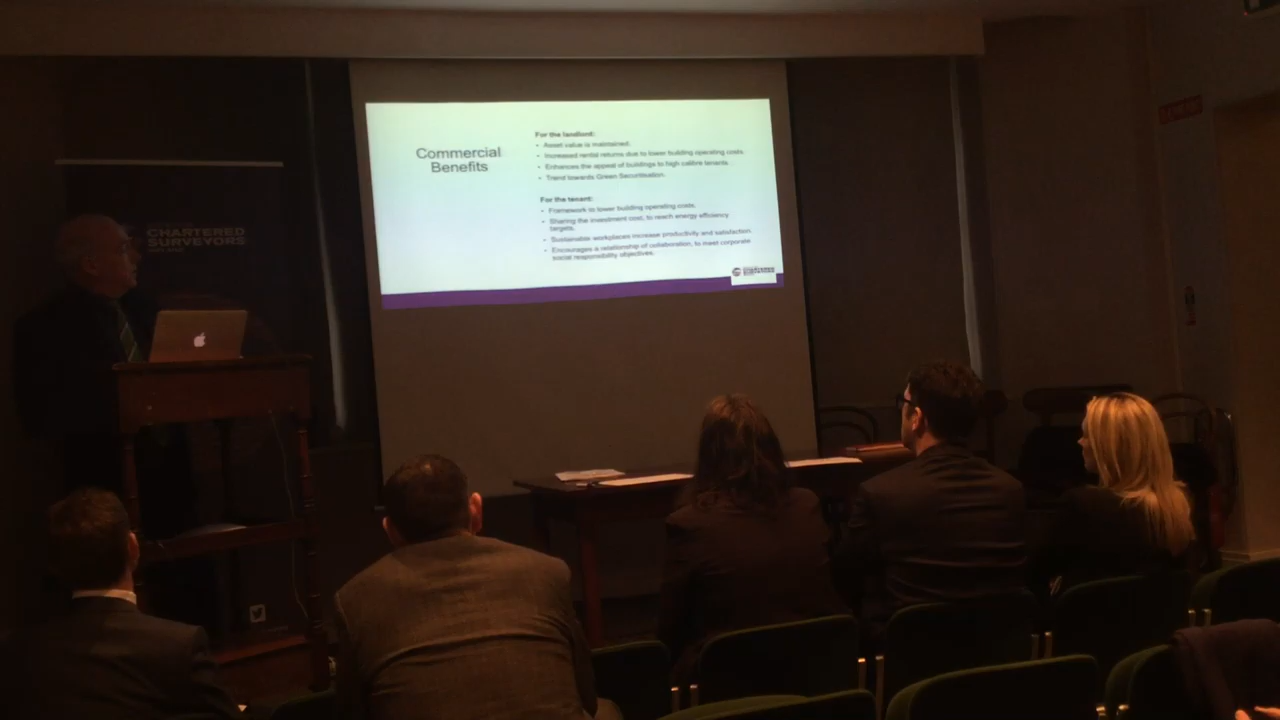 Commercial
Benefits
For the landlord:
• Asset value is maintained.
• Increased rental returns due to lower building operating costs.
• Enhances the appeal of buildings to high calibre tenants.
• Trend towards Green Securitisation.
For the tenant:
• Framework to lower building operating costs.
• Sharing the investment cost, to reach energy efficiency
targets.
• Sustainable workplaces increase productivity and satisfaction.
• Encourages a relationship of collaboration, to meet corporate
social responsibility objectives.
CHARTERED
SURVEYORS